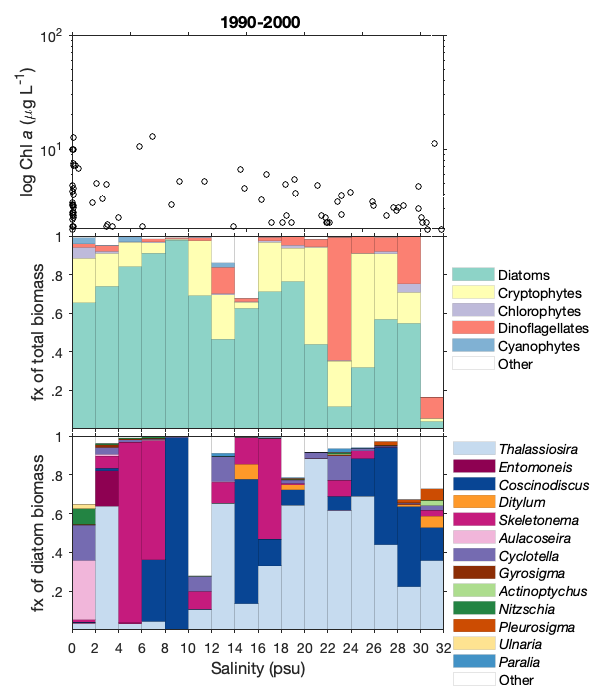 1990-2000
log Chl a (μg L⁻¹)
10²
10¹
fx of total biomass
1
.8
.6
.4
.2
Diatoms
Cryptophytes
Chlorophytes
Dinoflagellates
Cyanophytes
Other
fx of diatom biomass
1
.8
.6
.4
.2
Thalassiosira
Entomoneis
Coscinodiscus
Ditylum
Skeletonema
Aulacoseira
Cyclotella
Gyrosigma
Actinoptychus
Nitzschia
Pleurosigma
Ulnaria
Paralia
Other
0 2 4 6 8 10 12 14 16 18 20 22 24 26 28 30 32
Salinity (psu)